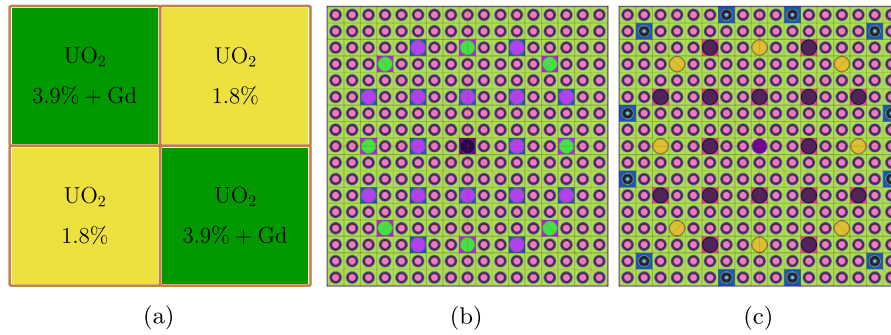 UO₂
3.9% + Gd
UO₂
1.8%
UO₂
1.8%
UO₂
3.9% + Gd
(a)
(b)
(c)